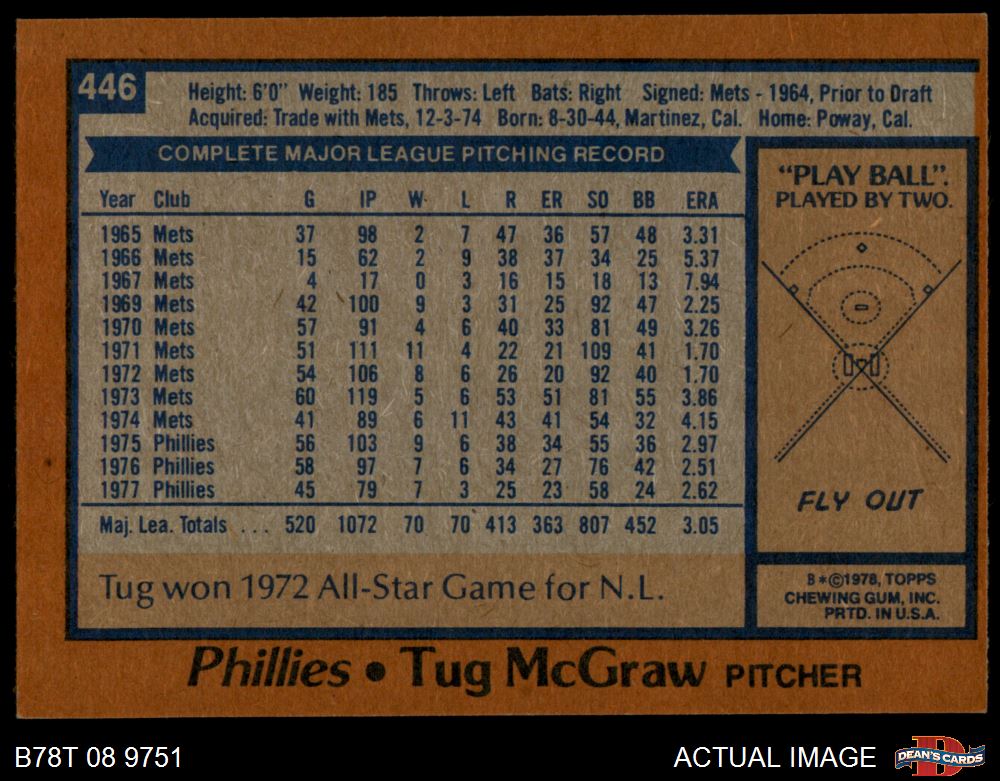 446
Height: 6'0" Weight: 185 Throws: Left Bats: Right Signed: Mets - 1964, Prior to Draft
Acquired: Trade with Mets, 12-3-74 Born: 8-30-44, Martinez, Cal. Home: Poway, Cal.
COMPLETE MAJOR LEAGUE PITCHING RECORD
Year Club G IP W L R ER SO BB ERA
1965 Mets 37 98 2 7 47 36 57 48 3.31
1966 Mets 15 62 2 9 38 37 34 25 5.37
1967 Mets 4 17 0 3 16 15 18 13 7.94
1969 Mets 42 100 9 3 31 25 92 47 2.25
1970 Mets 57 91 4 6 40 33 81 49 3.26
1971 Mets 51 111 11 4 22 21 109 41 1.70
1972 Mets 54 106 8 6 26 20 92 40 1.70
1973 Mets 60 119 5 6 53 51 81 55 3.86
1974 Mets 41 89 6 11 43 41 54 32 4.15
1975 Phillies 56 103 9 6 38 34 55 36 2.97
1976 Phillies 58 97 7 6 34 27 76 42 2.51
1977 Phillies 45 79 7 3 25 23 58 24 2.62
Maj. Lea. Totals ... 520 1072 70 70 413 363 807 452 3.05
Tug won 1972 All-Star Game for N.L.
"PLAY BALL".
PLAYED BY TWO.
FLY OUT
B*©1978, TOPPS
CHEWING GUM, INC.
PRTD. IN U.S.A.
Phillies • Tug McGraw PITCHER
B78T 08 9751
ACTUAL IMAGE
D
DEAN'S CARDS